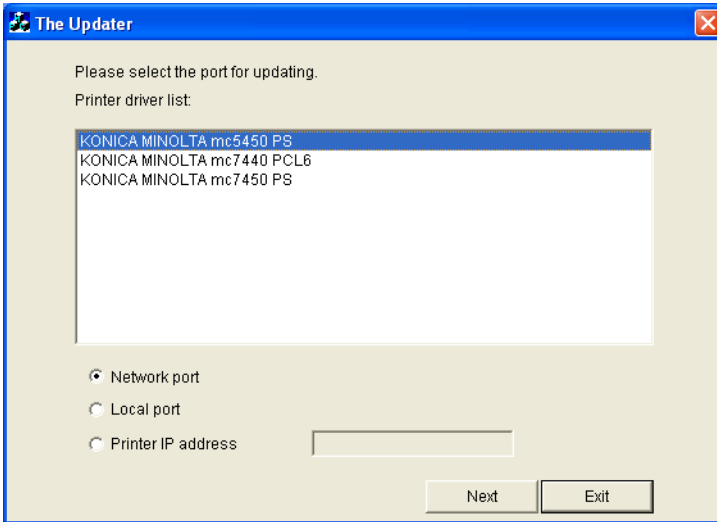 The Updater
Please select the port for updating.
Printer driver list:
KONICA MINOLTA mc5450 PS
KONICA MINOLTA mc7440 PCL6
KONICA MINOLTA mc7450 PS
Network port
Local port
Printer IP address
Next Exit